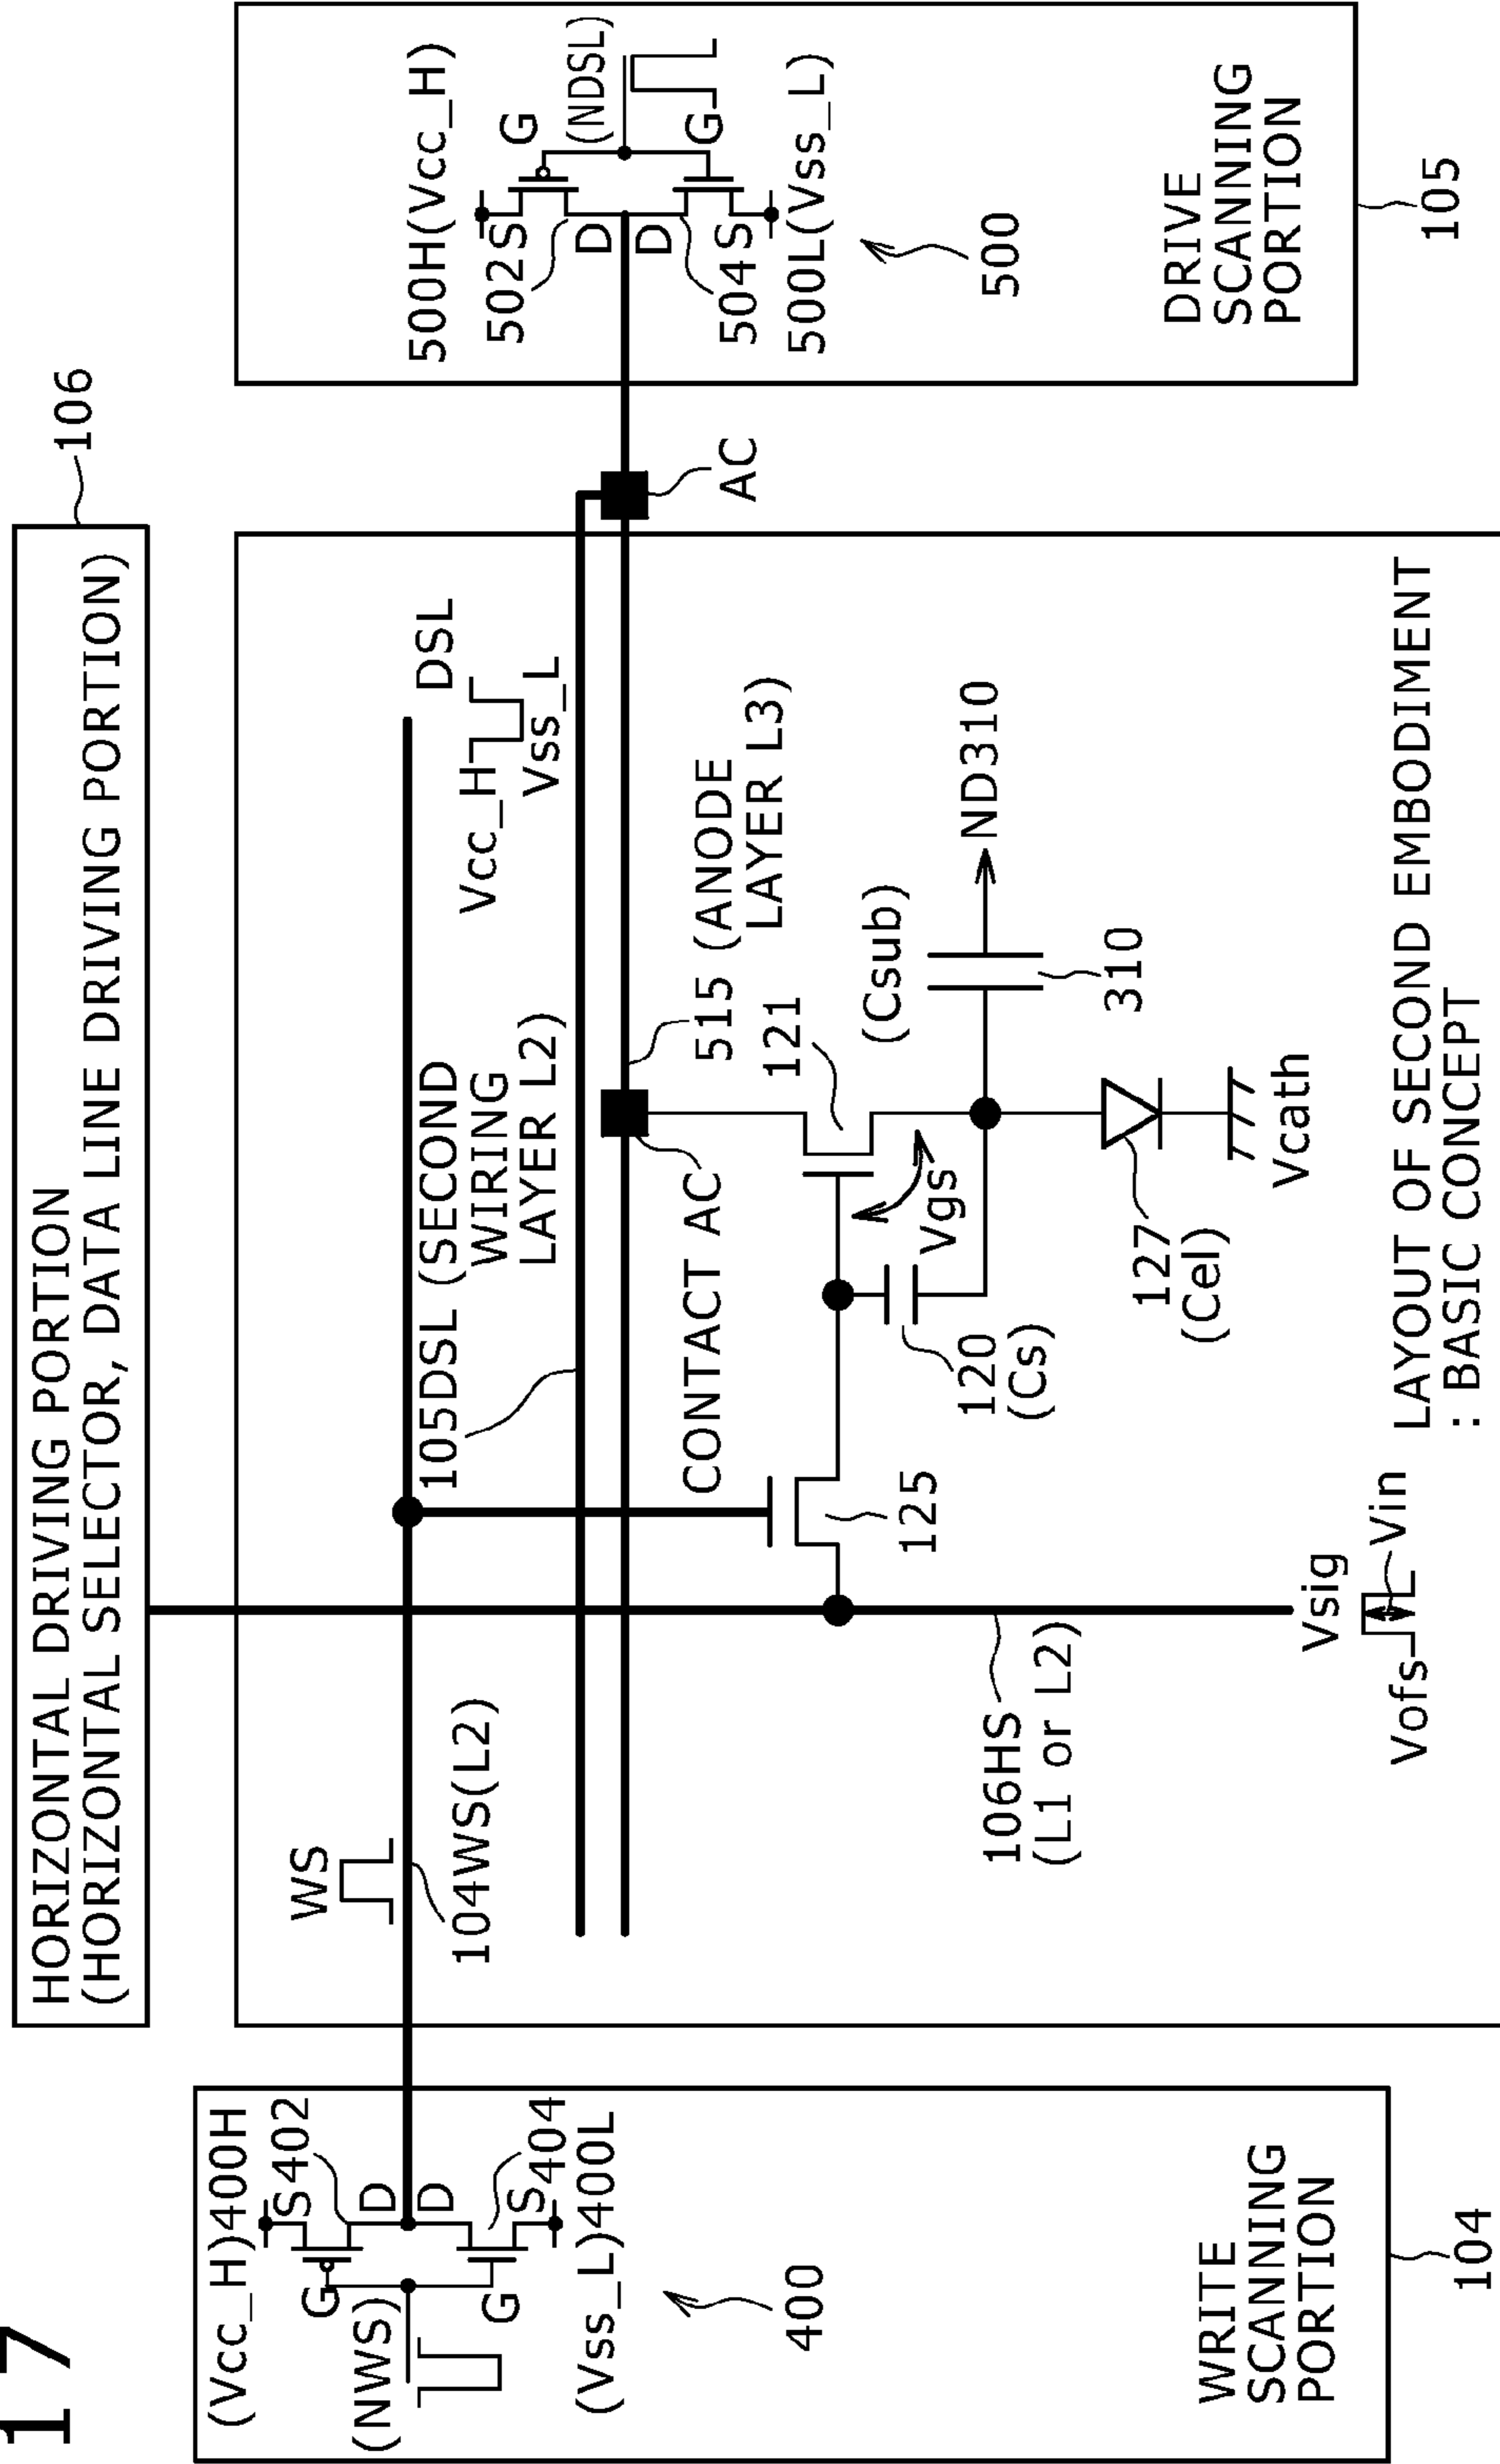 17
HORIZONTAL DRIVING PORTION
(HORIZONTAL SELECTOR, DATA LINE DRIVING PORTION)
106
(Vcc_H)400H
S
402
G
D
(NWS)
D
G
404
S
(Vss_L)400L
400
WRITE
SCANNING
PORTION
104
WS
104WS(L2)
DSL
Vcc_H
Vss_L
105DSL (SECOND
WIRING
LAYER L2)
515 (ANODE
LAYER L3)
CONTACT AC
AC
121
125
Vgs
120
(Cs)
(Csub)
310
ND310
127
(Cel)
Vcath
106HS
(L1 or L2)
Vsig
Vofs
Vin
LAYOUT OF SECOND EMBODIMENT
: BASIC CONCEPT
500H(Vcc_H)
502
S
G
D
(NDSL)
D
G
504
S
500L(Vss_L)
500
DRIVE
SCANNING
PORTION
105